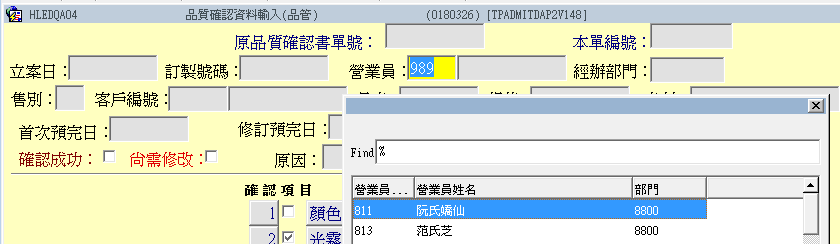 HLEDQA04 品質確認資料輸入(品管) (0180326) [TPADMITDAP2V148]
原品質確認書單號： 本單編號：
立案日： 訂製號碼： 營業員：989 經辦部門：
售別： 客戶編號：
首次預完日： 修訂預完日：
確認成功： 尚需修改： 原因：
Find %
確認項目
營業員... 營業員姓名 部門
1 顏色
811 阮氏嬌仙 8800
2 光霧
813 范氏芝 8800